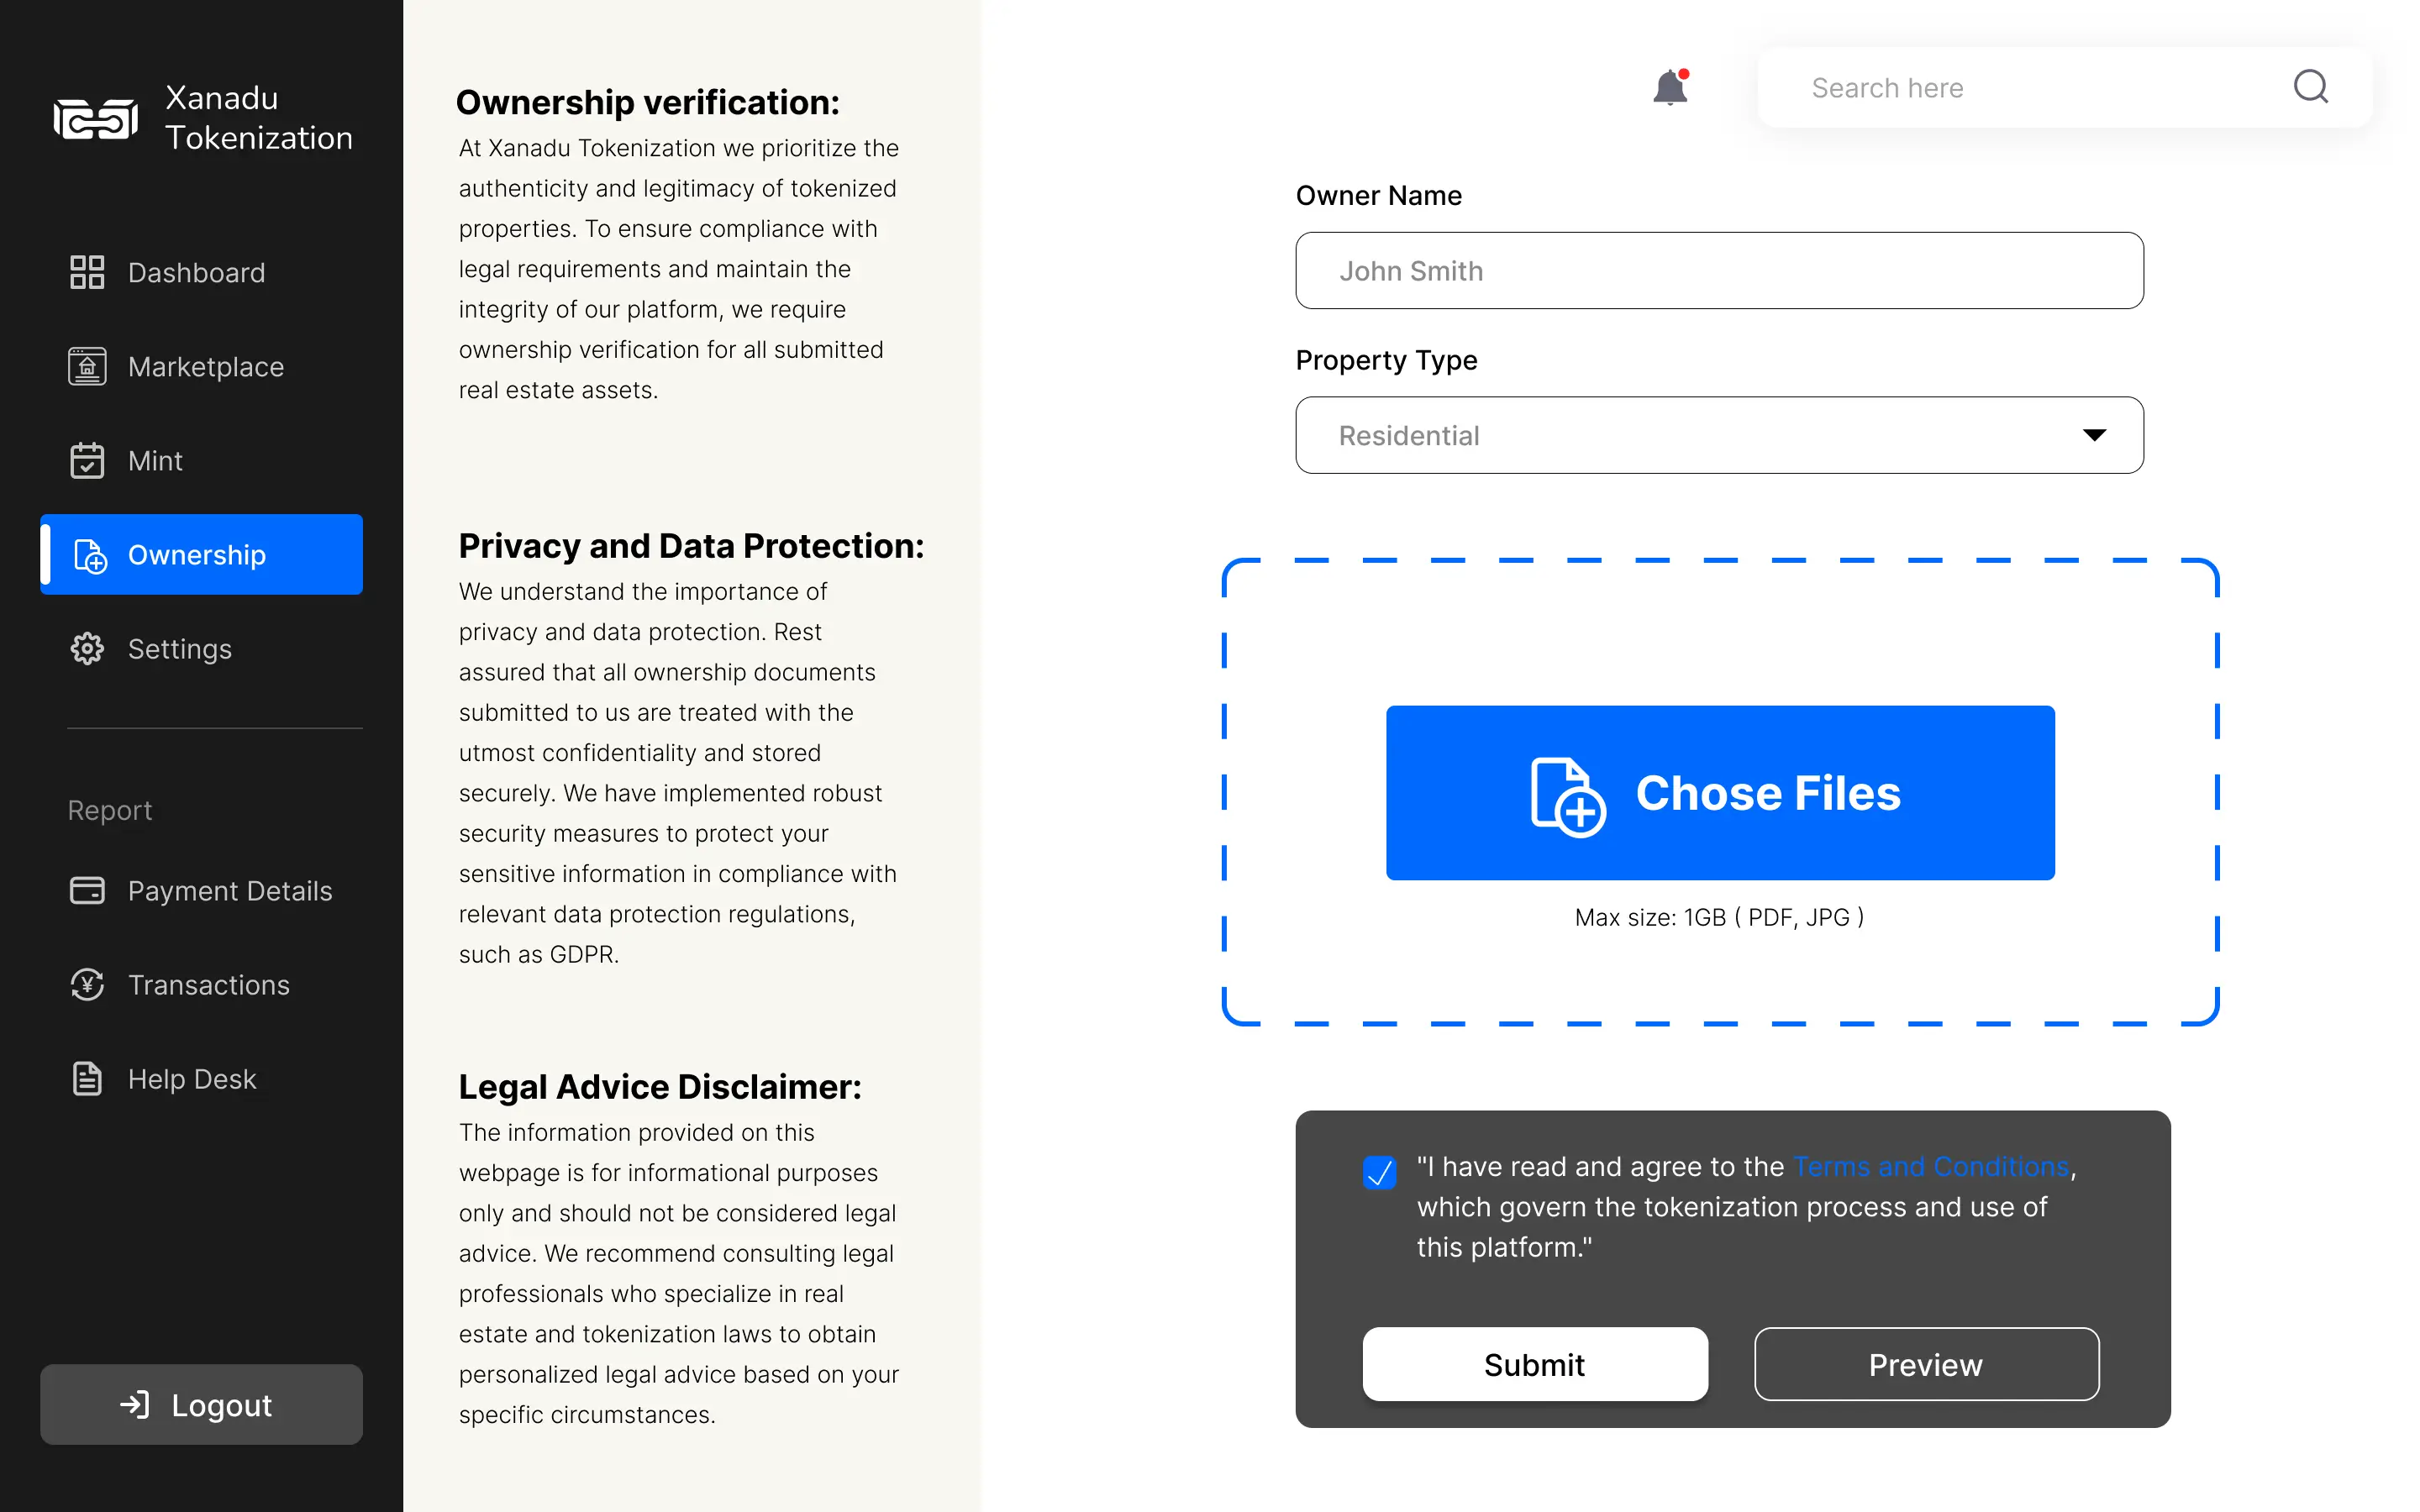 Xanadu
Tokenization
Dashboard
Marketplace
Mint
Ownership
Settings
Report
Payment Details
Transactions
Help Desk
Logout
Ownership verification:
At Xanadu Tokenization we prioritize the
authenticity and legitimacy of tokenized
properties. To ensure compliance with
legal requirements and maintain the
integrity of our platform, we require
ownership verification for all submitted
real estate assets.
Privacy and Data Protection:
We understand the importance of
privacy and data protection. Rest
assured that all ownership documents
submitted to us are treated with the
utmost confidentiality and stored
securely. We have implemented robust
security measures to protect your
sensitive information in compliance with
relevant data protection regulations,
such as GDPR.
Legal Advice Disclaimer:
The information provided on this
webpage is for informational purposes
only and should not be considered legal
advice. We recommend consulting legal
professionals who specialize in real
estate and tokenization laws to obtain
personalized legal advice based on your
specific circumstances.
Search here
Owner Name
John Smith
Property Type
Residential
Chose Files
Max size: 1GB ( PDF, JPG )
"I have read and agree to the Terms and Conditions,
which govern the tokenization process and use of
this platform."
Submit
Preview